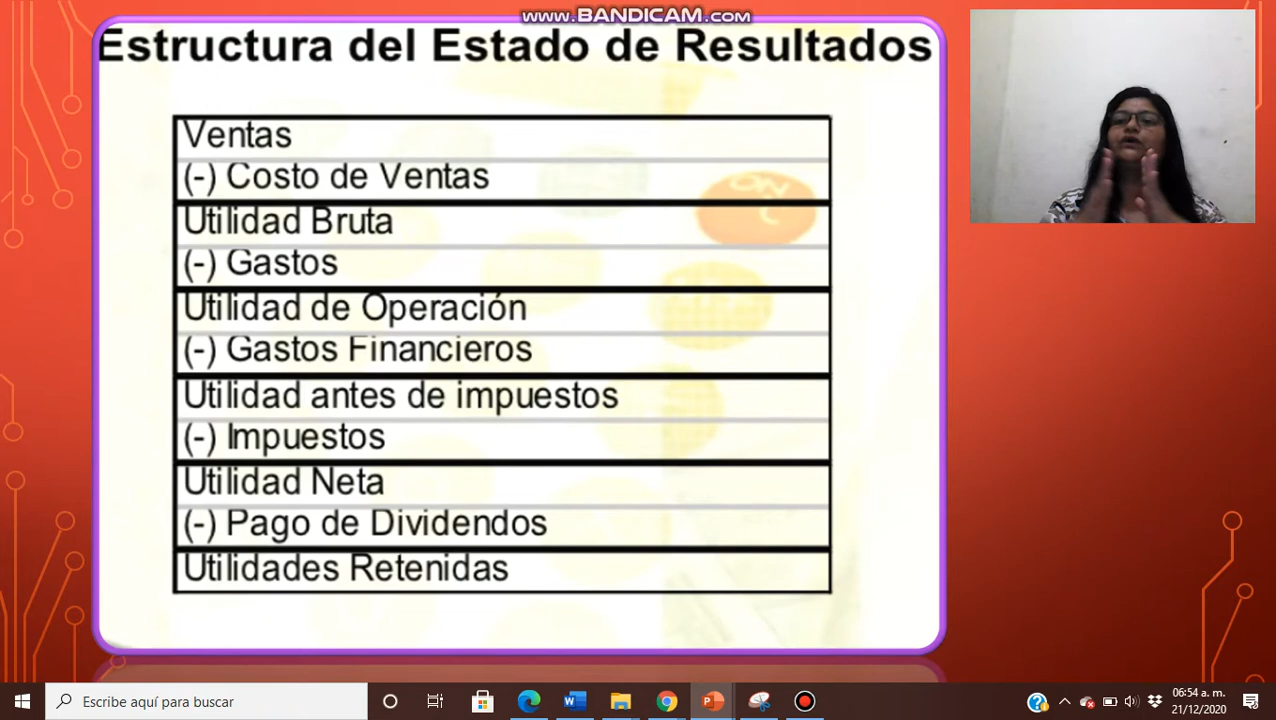 www.BANDICAM.com
Estructura del Estado de Resultados
Ventas
(-) Costo de Ventas
Utilidad Bruta
(-) Gastos
Utilidad de Operación
(-) Gastos Financieros
Utilidad antes de impuestos
(-) Impuestos
Utilidad Neta
(-) Pago de Dividendos
Utilidades Retenidas
Escribe aquí para buscar
06:54 a. m.
21/12/2020